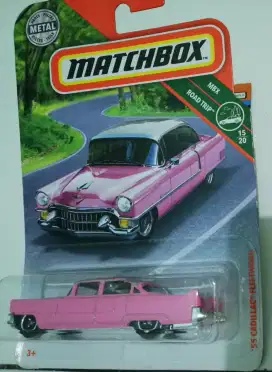 METAL
MATCHBOX
MBX
ROAD TRIP
15
20
'55 CADILLAC FLEETWOOD
3+